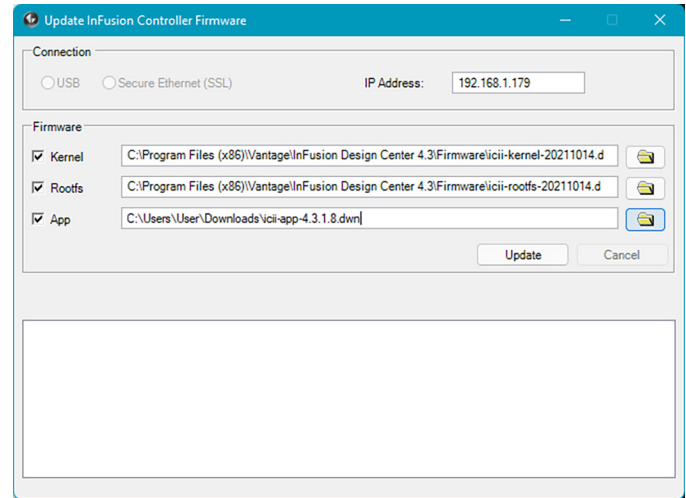 Update InFusion Controller Firmware
Connection
USB
Secure Ethernet (SSL)
IP Address:
192.168.1.179
Firmware
Kernel
C:\Program Files (x86)\Vantage\InFusion Design Center 4.3\Firmware\icii-kernel-20211014.d
Rootfs
C:\Program Files (x86)\Vantage\InFusion Design Center 4.3\Firmware\icii-rootfs-20211014.d
App
C:\Users\User\Downloads\icii-app-4.3.1.8.dwn
Update
Cancel